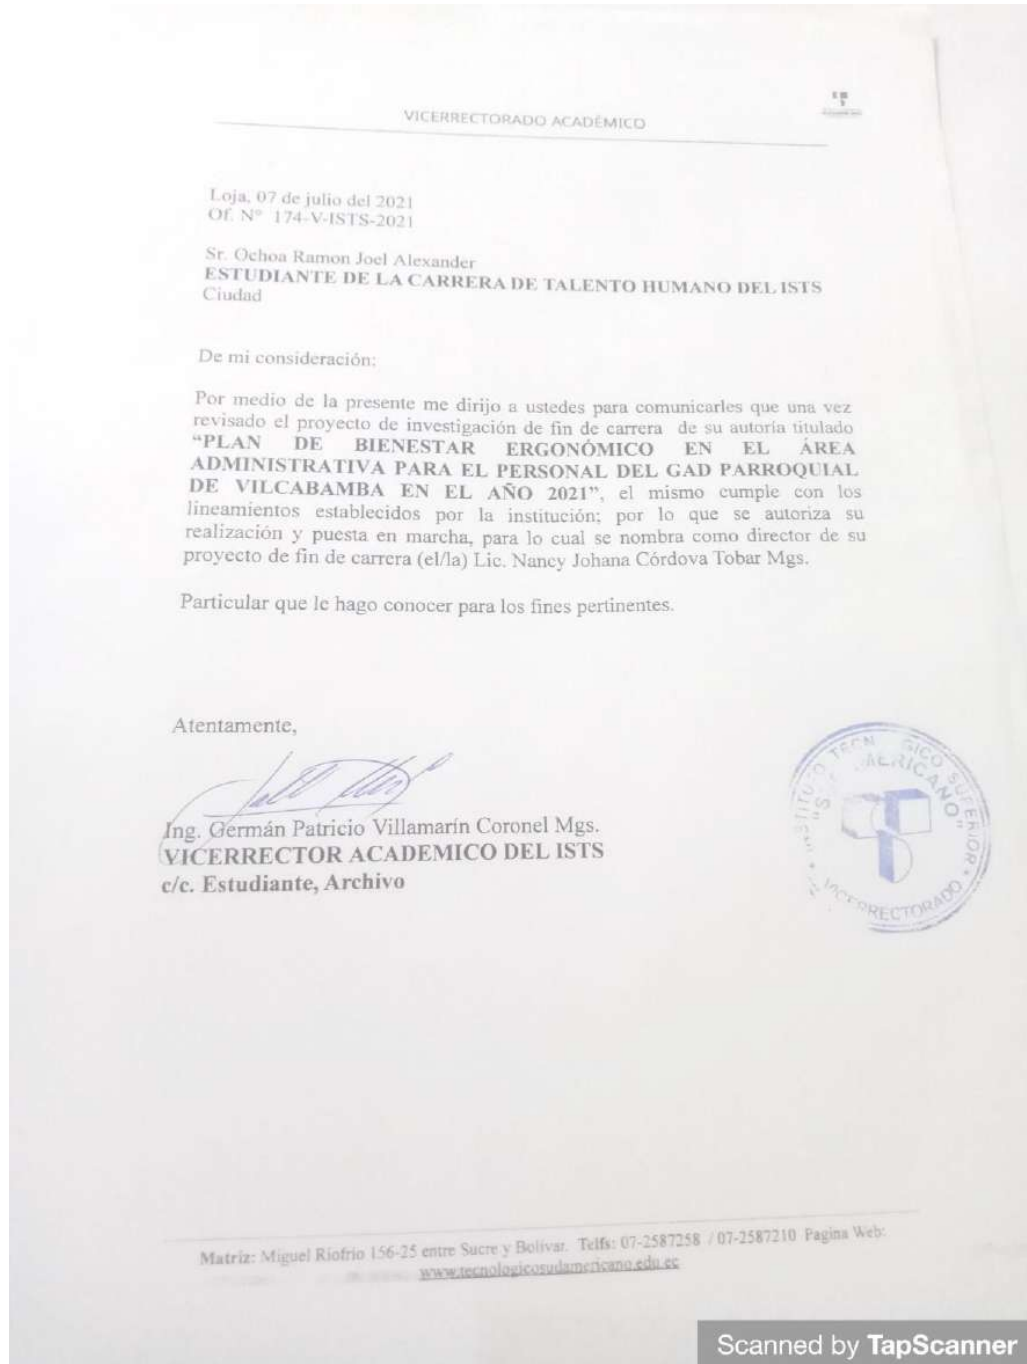 VICERRECTORADO ACADÉMICO
Loja, 07 de julio del 2021
Of. N° 174-V-ISTS-2021
Sr. Ochoa Ramon Joel Alexander
ESTUDIANTE DE LA CARRERA DE TALENTO HUMANO DEL ISTS
Ciudad
De mi consideración:
Por medio de la presente me dirijo a ustedes para comunicarles que una vez
revisado el proyecto de investigación de fin de carrera de su autoría titulado
“PLAN DE BIENESTAR ERGONÓMICO EN EL ÁREA
ADMINISTRATIVA PARA EL PERSONAL DEL GAD PARROQUIAL
DE VILCABAMBA EN EL AÑO 2021”, el mismo cumple con los
lineamientos establecidos por la institución; por lo que se autoriza su
realización y puesta en marcha, para lo cual se nombra como director de su
proyecto de fin de carrera (el/la) Lic. Nancy Johana Córdova Tobar Mgs.
Particular que le hago conocer para los fines pertinentes.
Atentamente,
Ing. Germán Patricio Villamarín Coronel Mgs.
VICERRECTOR ACADEMICO DEL ISTS
c/c. Estudiante, Archivo
SUPERIOR
VICERRECTORADO
Matriz: Miguel Riofrio 156-25 entre Sucre y Bolívar. Telfs: 07-2587258 / 07-2587210 Pagina Web:
www.tecnologicosudamericano.edu.ec
Scanned by TapScanner